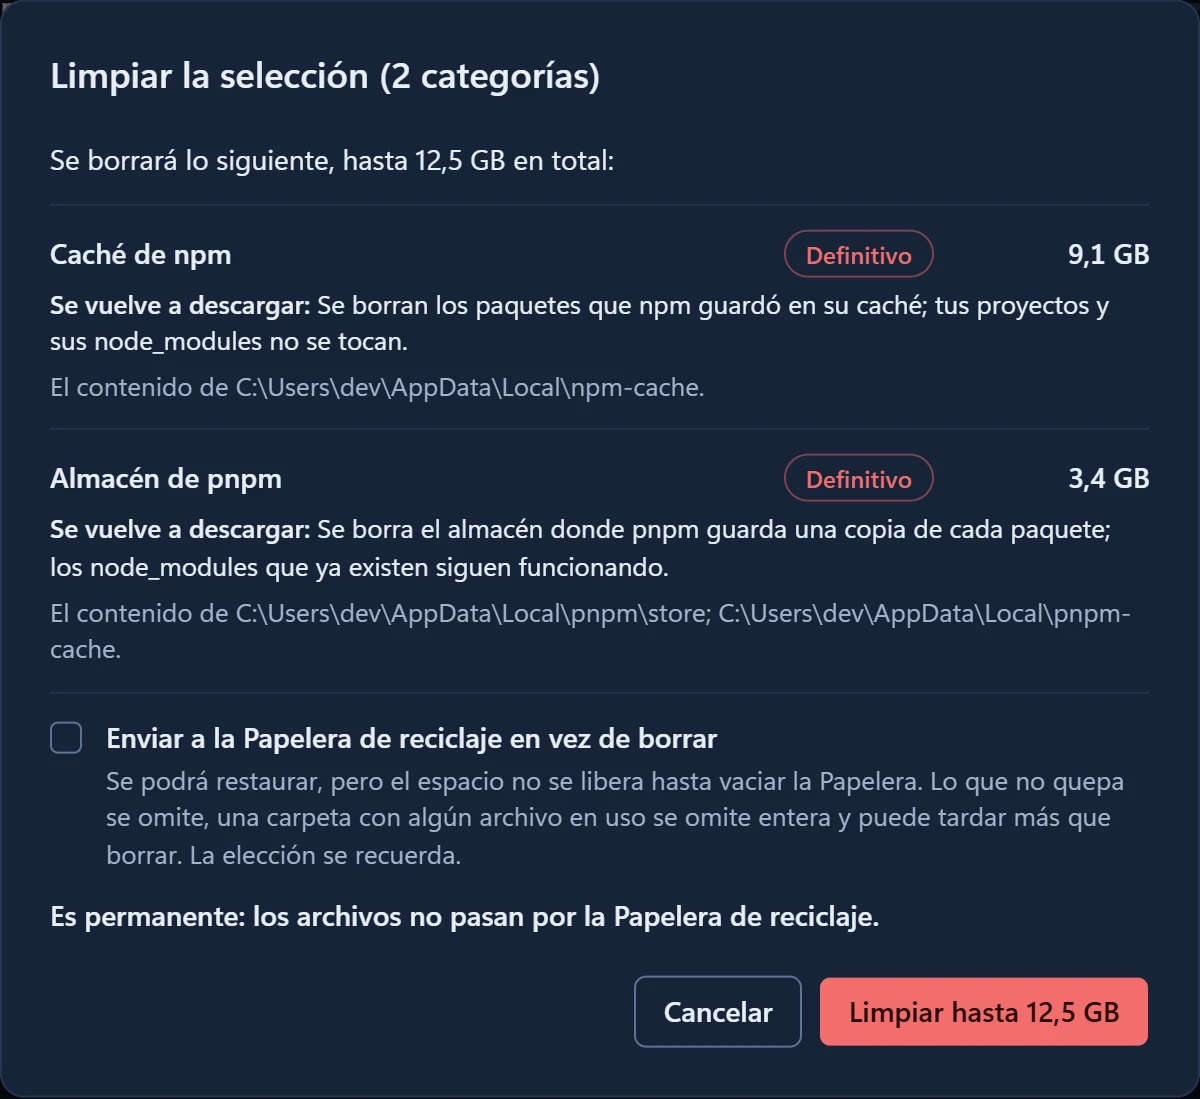 Limpiar la selección (2 categorías)
Se borrará lo siguiente, hasta 12,5 GB en total:
Caché de npm Definitivo 9,1 GB
Se vuelve a descargar: Se borran los paquetes que npm guardó en su caché; tus proyectos y
sus node_modules no se tocan.
El contenido de C:\Users\dev\AppData\Local\npm-cache.
Almacén de pnpm Definitivo 3,4 GB
Se vuelve a descargar: Se borra el almacén donde pnpm guarda una copia de cada paquete;
los node_modules que ya existen siguen funcionando.
El contenido de C:\Users\dev\AppData\Local\pnpm\store; C:\Users\dev\AppData\Local\pnpm-
cache.
Enviar a la Papelera de reciclaje en vez de borrar
Se podrá restaurar, pero el espacio no se libera hasta vaciar la Papelera. Lo que no quepa
se omite, una carpeta con algún archivo en uso se omite entera y puede tardar más que
borrar. La elección se recuerda.
Es permanente: los archivos no pasan por la Papelera de reciclaje.
Cancelar Limpiar hasta 12,5 GB